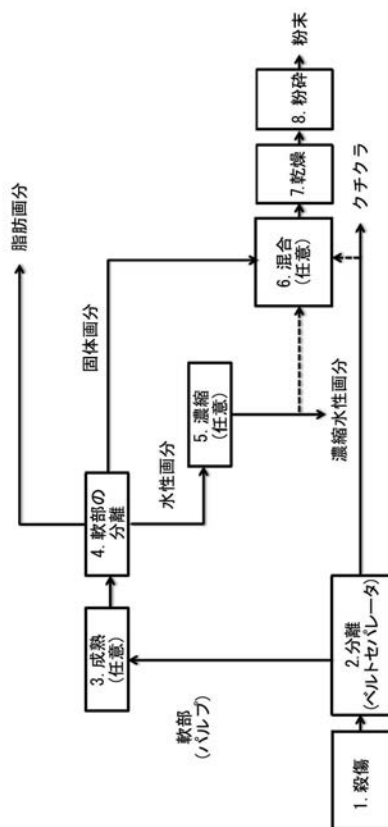 1. 殺傷
2. 分離
(ベルトセパレータ)
軟部
(パルプ)
3. 成熟
(任意)
4. 軟部の
分離
脂肪画分
固体画分
水性画分
5. 濃縮
(任意)
濃縮水性画分
6. 混合
(任意)
7. 乾燥
8. 粉砕
粉末
クチクラ